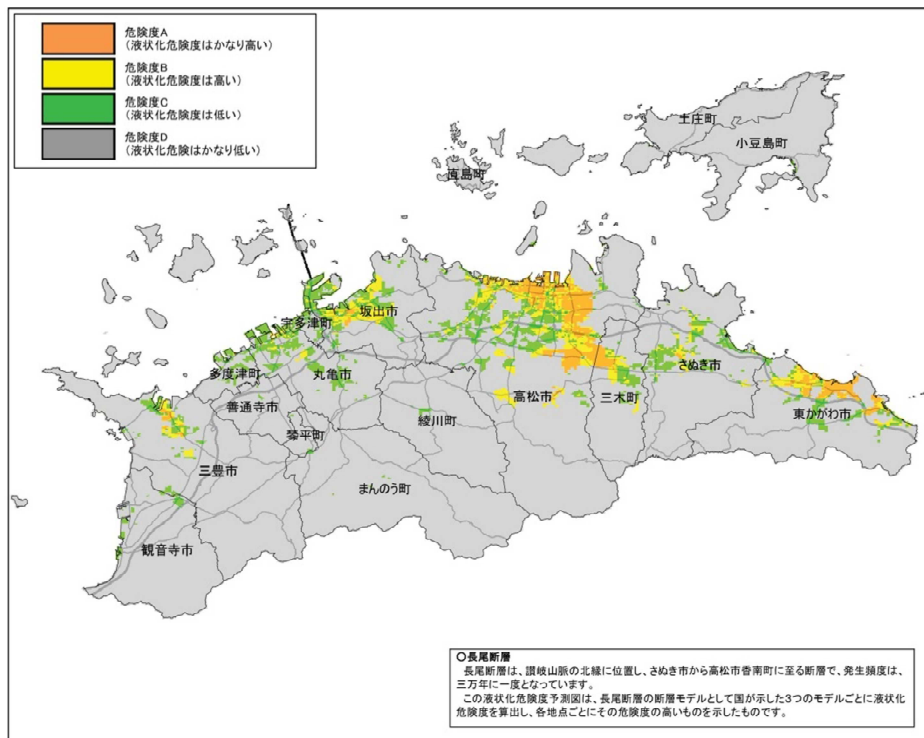 危険度A
(液状化危険度はかなり高い)
危険度B
(液状化危険度は高い)
危険度C
(液状化危険度は低い)
危険度D
(液状化危険はかなり低い)
土庄町
小豆島町
直島町
宇多津町
坂出市
多度津町
丸亀市
さぬき市
善通寺市
高松市
三木町
東かがわ市
琴平町
綾川町
三豊市
まんのう町
観音寺市
○長尾断層
長尾断層は、讃岐山脈の北縁に位置し、さぬき市から高松市香南町に至る断層で、発生頻度は、
三万年に一度となっています。
この液状化危険度予測図は、長尾断層の断層モデルとして国が示した3つのモデルごとに液状化
危険度を算出し、各地点ごとにその危険度の高いものを示したものです。